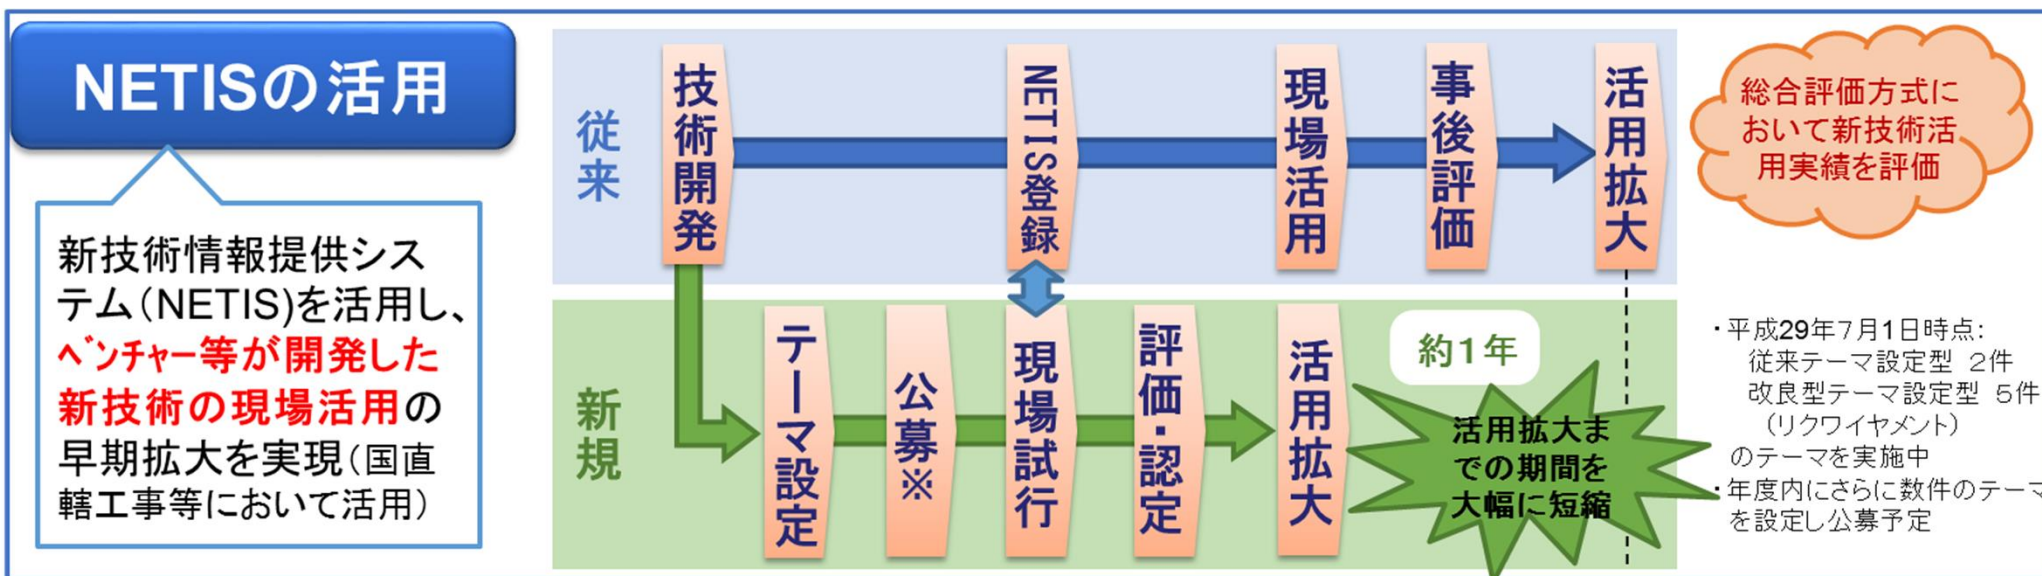 NETISの活用
新技術情報提供シス
テム（NETIS)を活用し、
ベンチャー等が開発した
新技術の現場活用の
早期拡大を実現（国直
轄工事等において活用）
従来
技術開発
NETIS登録
現場活用
事後評価
活用拡大
新規
テーマ設定
公募※
現場試行
評価・認定
活用拡大
約１年
活用拡大ま
での期間を
大幅に短縮
総合評価方式に
おいて新技術活
用実績を評価
・平成29年７月１日時点：
従来テーマ設定型 ２件
改良型テーマ設定型 ５件
（リクワイヤメント）
のテーマを実施中
・年度内にさらに数件のテーマ
を設定し公募予定